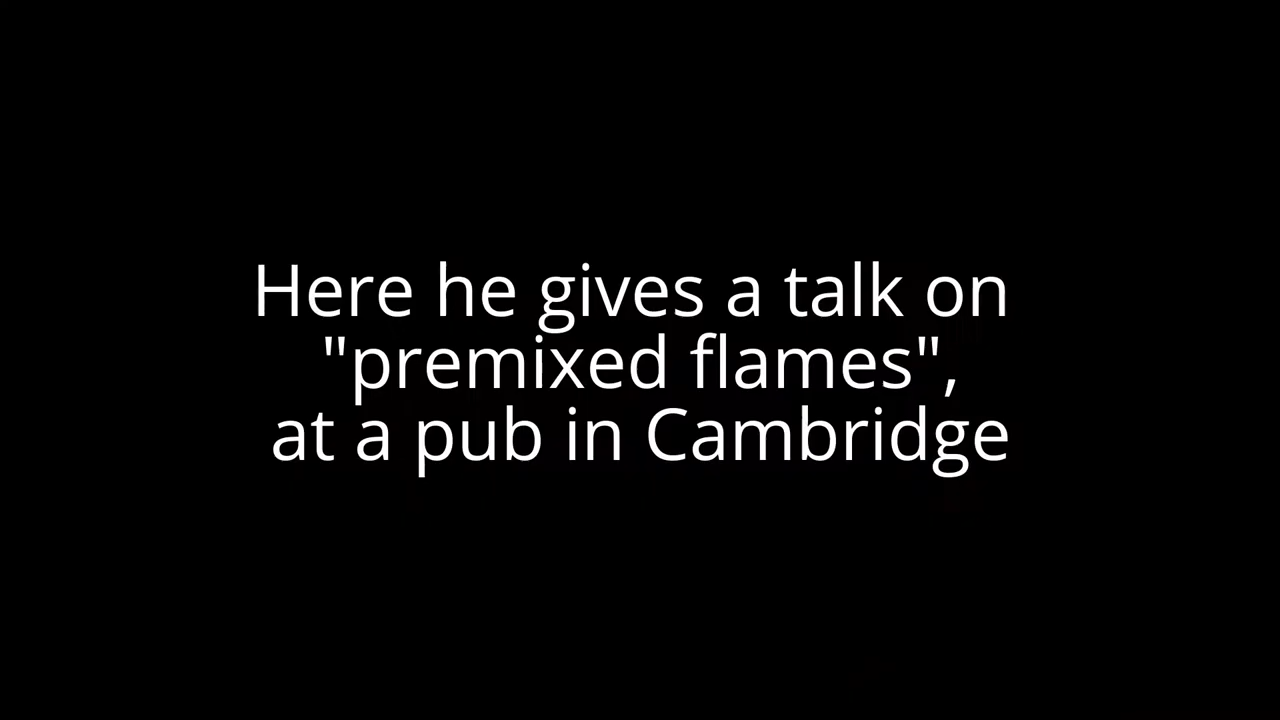 Here he gives a talk on
"premixed flames",
at a pub in Cambridge